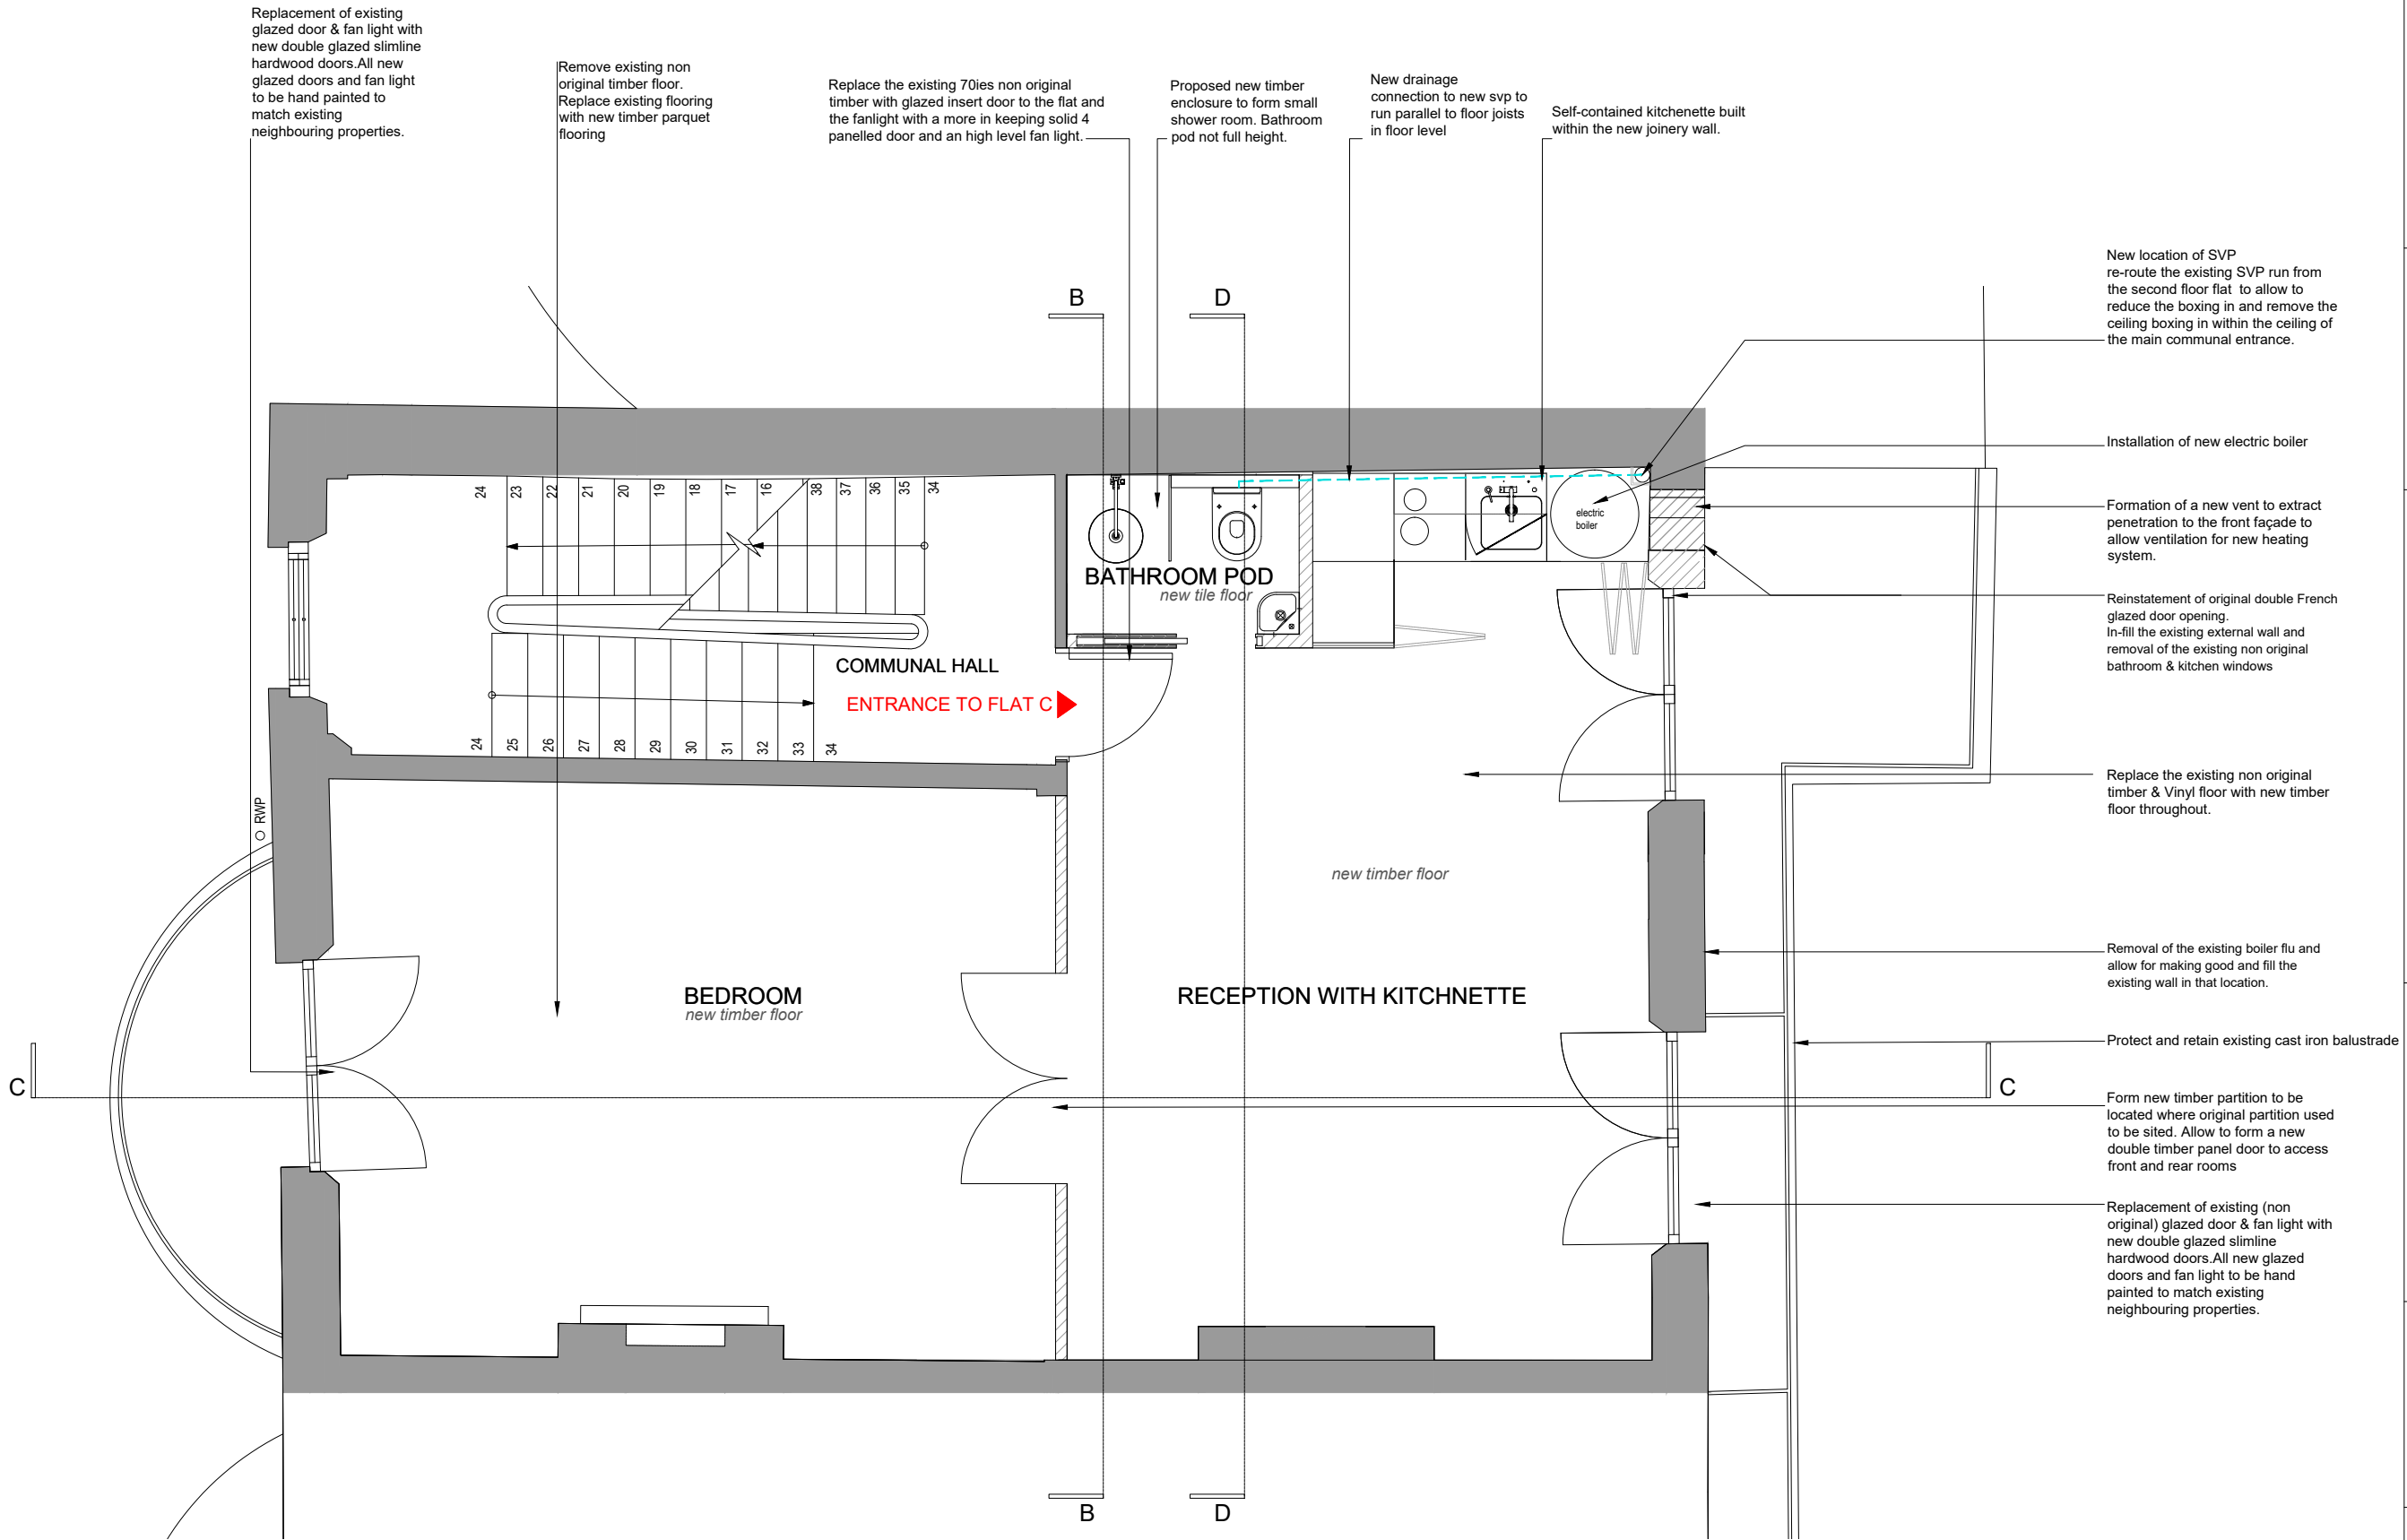 Replacement of existing
glazed door & fan light with
new double glazed slimline
hardwood doors.All new
glazed doors and fan light
to be hand painted to
match existing
neighbouring properties.
Remove existing non
original timber floor.
Replace existing flooring
with new timber parquet
flooring
Replace the existing 70ies non original
timber with glazed insert door to the flat and
the fanlight with a more in keeping solid 4
panelled door and an high level fan light.
Proposed new timber
enclosure to form small
shower room. Bathroom
pod not full height.
New drainage
connection to new svp to
run parallel to floor joists
in floor level
Self-contained kitchenette built
within the new joinery wall.
New location of SVP
re-route the existing SVP run from
the second floor flat to allow to
reduce the boxing in and remove the
ceiling boxing in within the ceiling of
the main communal entrance.
Installation of new electric boiler
Formation of a new vent to extract
penetration to the front façade to
allow ventilation for new heating
system.
Reinstatement of original double French
glazed door opening.
In-fill the existing external wall and
removal of the existing non original
bathroom & kitchen windows
Replace the existing non original
timber & Vinyl floor with new timber
floor throughout.
Removal of the existing boiler flu and
allow for making good and fill the
existing wall in that location.
Protect and retain existing cast iron balustrade
Form new timber partition to be
located where original partition used
to be sited. Allow to form a new
double timber panel door to access
front and rear rooms
Replacement of existing (non
original) glazed door & fan light with
new double glazed slimline
hardwood doors.All new glazed
doors and fan light to be hand
painted to match existing
neighbouring properties.
B
D
24 23 22 21 20 19 18 17 16 38 37 36 35 34
electric
boiler
BATHROOM POD
new tile floor
COMMUNAL HALL
ENTRANCE TO FLAT C
24 25 26 27 28 29 30 31 32 33 34
RWP
new timber floor
BEDROOM
new timber floor
RECEPTION WITH KITCHNETTE
C
C
B
D